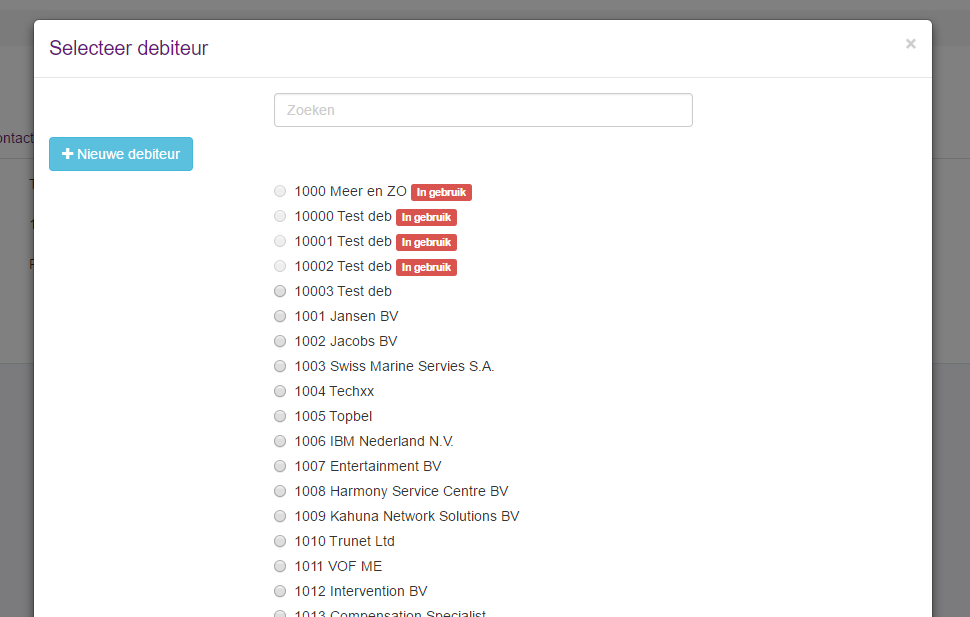 Selecteer debiteur
×
Zoeken
ontact
+ Nieuwe debiteur
1000 Meer en ZO In gebruik
10000 Test deb In gebruik
10001 Test deb In gebruik
10002 Test deb In gebruik
10003 Test deb
1001 Jansen BV
1002 Jacobs BV
1003 Swiss Marine Servies S.A.
1004 Techxx
1005 Topbel
1006 IBM Nederland N.V.
1007 Entertainment BV
1008 Harmony Service Centre BV
1009 Kahuna Network Solutions BV
1010 Trunet Ltd
1011 VOF ME
1012 Intervention BV
1013 Compensation Specialist